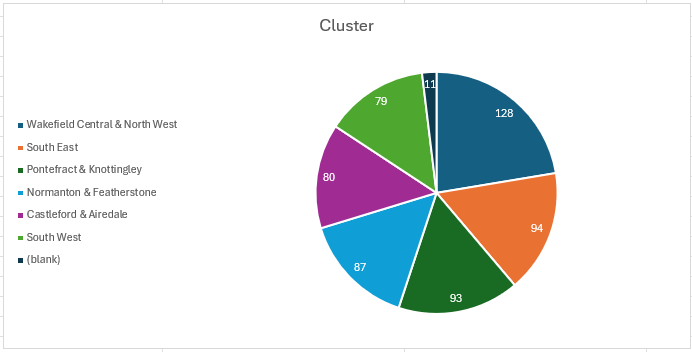 Cluster
Wakefield Central & North West
South East
Pontefract & Knottingley
Normanton & Featherstone
Castleford & Airedale
South West
(blank)
128
94
93
87
80
79
11